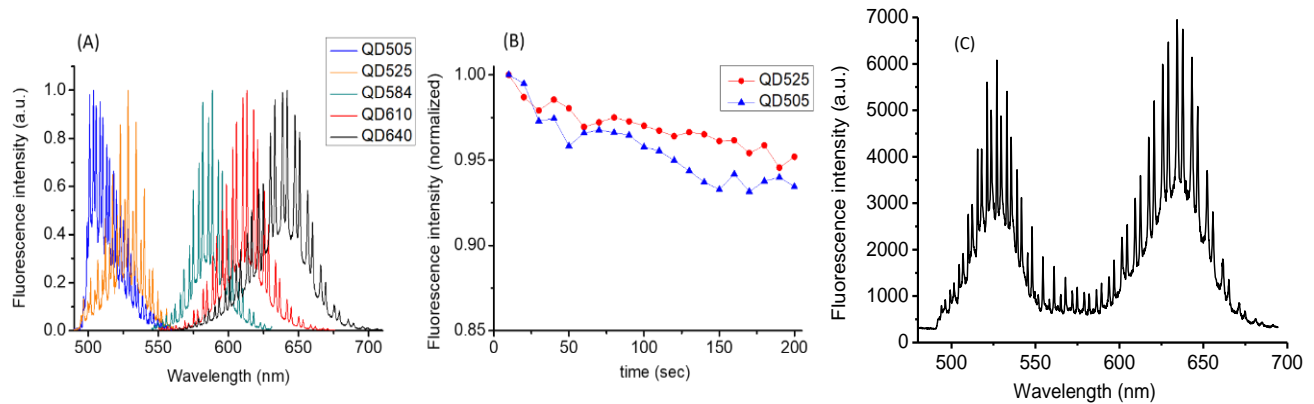 (A)
QD505
QD525
QD584
QD610
QD640
Fluorescence intensity (a.u.)
1.0
0.8
0.6
0.4
0.2
0.0
500 550 600 650 700
Wavelength (nm)
(B)
QD525
QD505
Fluorescence intensity (normalized)
1.00
0.95
0.90
0.85
0 50 100 150 200
time (sec)
(C)
Fluorescence intensity (a.u.)
7000
6000
5000
4000
3000
2000
1000
0
500 550 600 650 700
Wavelength (nm)